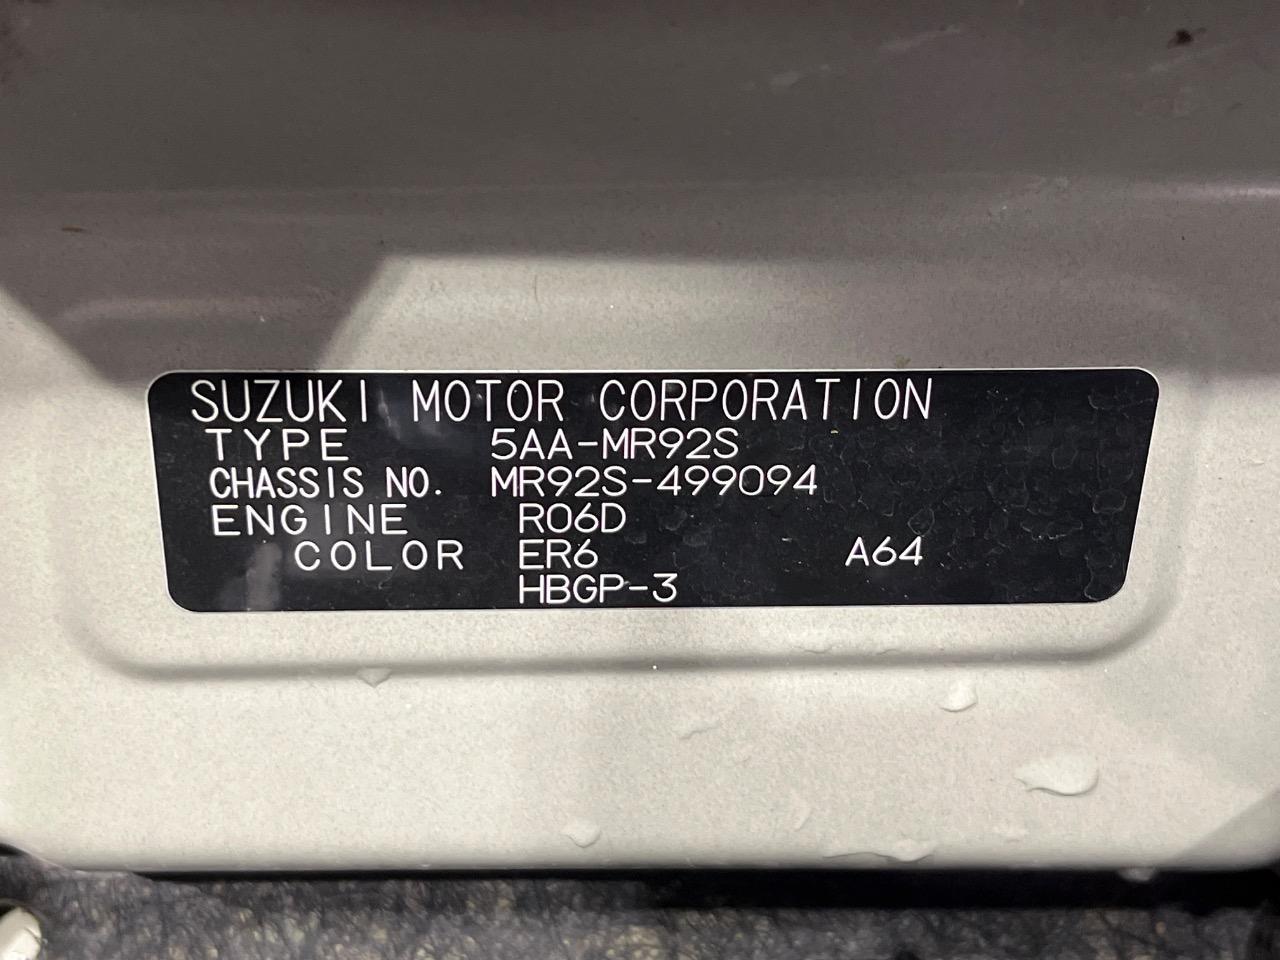 SUZUKI MOTOR CORPORATION
TYPE 5AA-MR92S
CHASSIS NO. MR92S-499094
ENGINE R06D
COLOR ER6 A64
HBGP-3